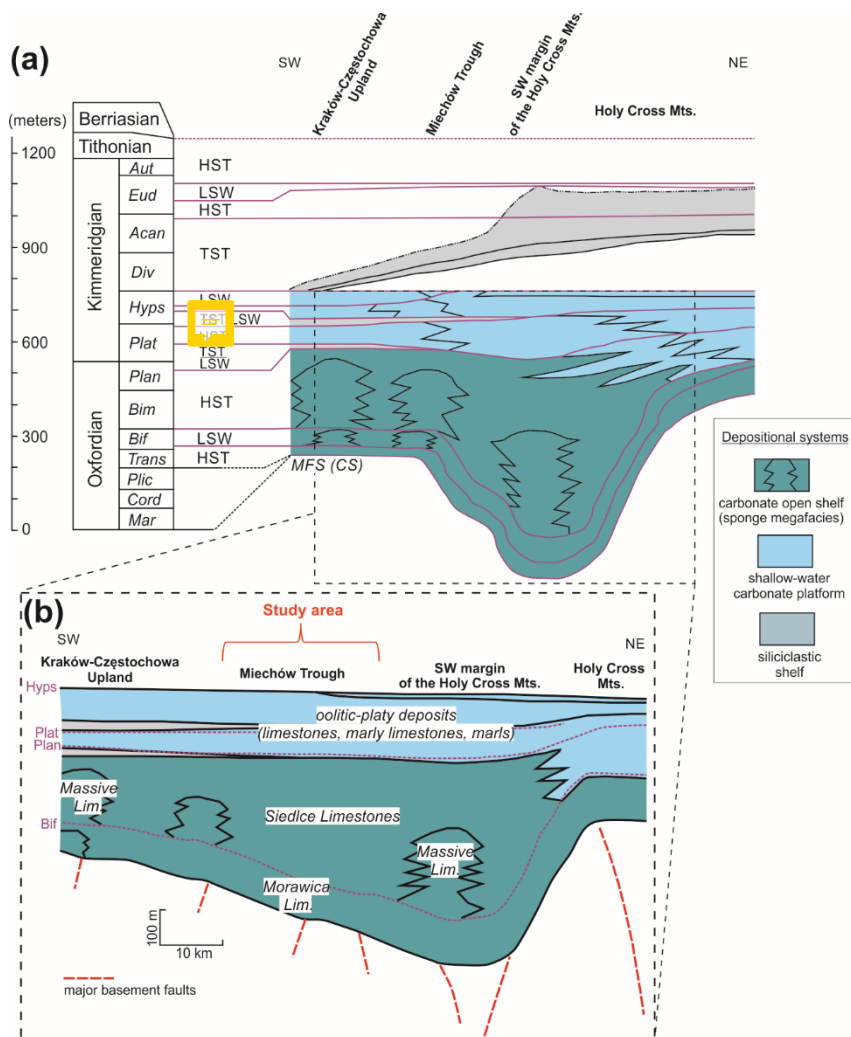 (a)
SW
Kraków-Częstochowa
Upland
Miechów Trough
SW margin
of the Holy Cross Mts.
Holy Cross Mts.
NE
(meters)
Berriasian
Tithonian
1200
900
600
300
0
Kimmeridgian
Oxfordian
Aut
Eud
Acan
Div
Hyps
Plat
Plan
Bim
Bif
Trans
Plic
Cord
Mar
HST
LSW
HST
TST
LSW
TST
LSW
HST
TST
LSW
HST
LSW
HST
MFS (CS)
Depositional systems
carbonate open shelf
(sponge megafacies)
shallow-water
carbonate platform
siliciclastic
shelf
(b)
Study area
SW
NE
Kraków-Częstochowa
Upland
Miechów Trough
SW margin
of the Holy Cross Mts.
Holy Cross
Mts.
Hyps
Plat
Plan
Bif
oolitic-platy deposits
(limestones, marly limestones, marls)
Massive
Lim.
Siedlce Limestones
Massive
Lim.
Morawica
Lim.
100 m
10 km
major basement faults